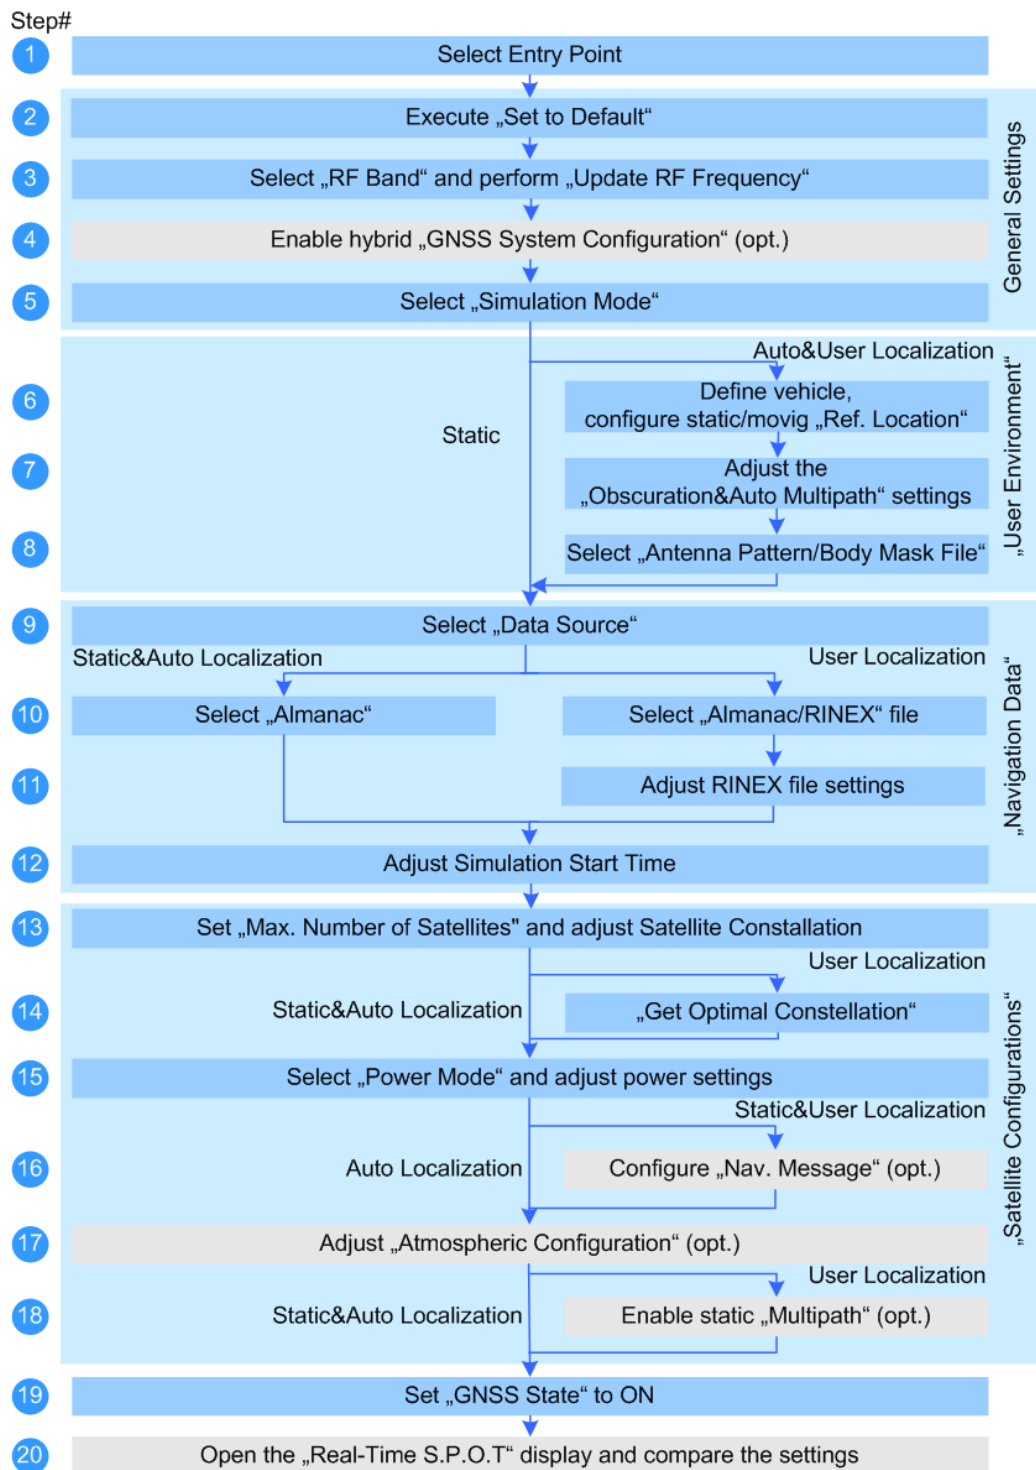 Step#
1
Select Entry Point
2
Execute „Set to Default“
3
Select „RF Band“ and perform „Update RF Frequency“
4
Enable hybrid „GNSS System Configuration“ (opt.)
5
Select „Simulation Mode“
General Settings
Auto&User Localization
6
Define vehicle,
configure static/movig „Ref. Location“
Static
7
Adjust the
„Obscuration&Auto Multipath“ settings
8
Select „Antenna Pattern/Body Mask File“
„User Environment“
9
Select „Data Source“
Static&Auto Localization
User Localization
10
Select „Almanac“
Select „Almanac/RINEX“ file
11
Adjust RINEX file settings
12
Adjust Simulation Start Time
„Navigation Data“
13
Set „Max. Number of Satellites" and adjust Satellite Constallation
User Localization
14
Static&Auto Localization
„Get Optimal Constellation“
15
Select „Power Mode“ and adjust power settings
Static&User Localization
16
Auto Localization
Configure „Nav. Message“ (opt.)
17
Adjust „Atmospheric Configuration“ (opt.)
User Localization
18
Static&Auto Localization
Enable static „Multipath“ (opt.)
„Satellite Configurations“
19
Set „GNSS State“ to ON
20
Open the „Real-Time S.P.O.T“ display and compare the settings